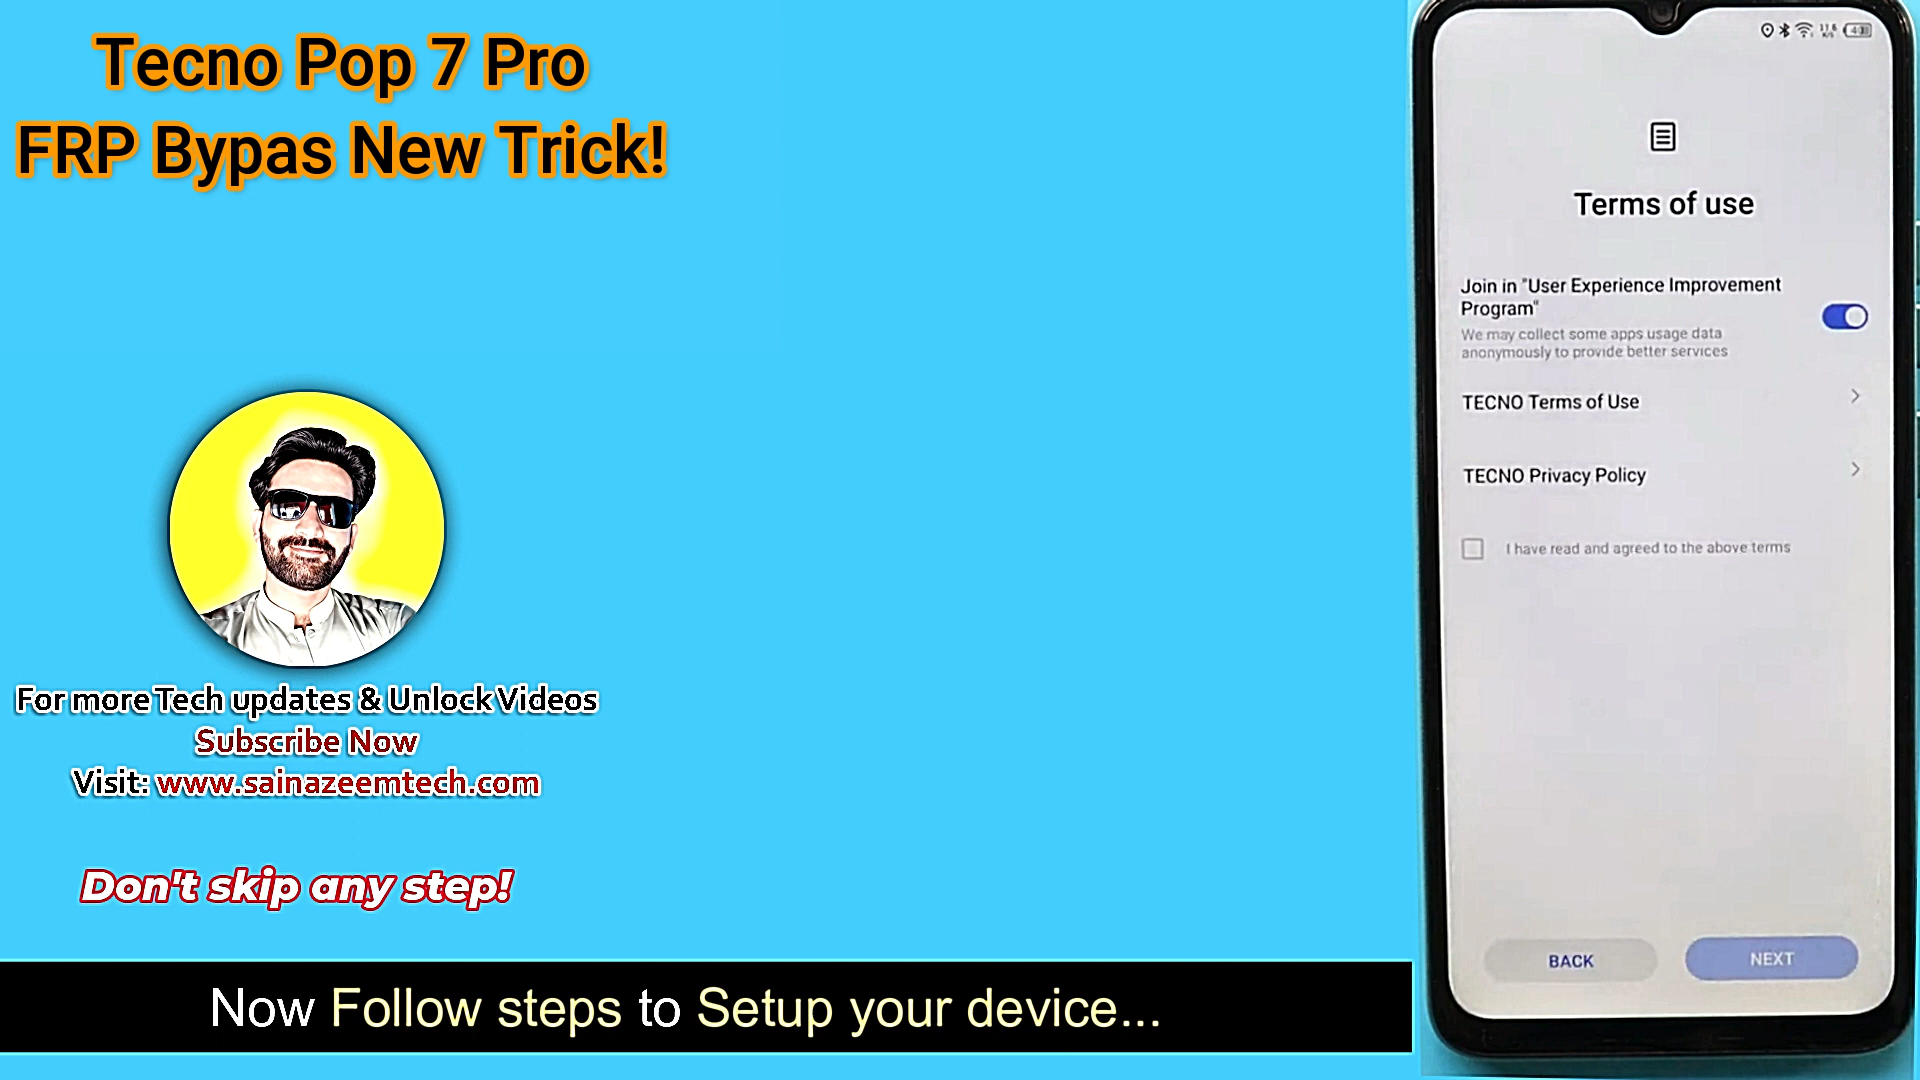 Tecno Pop 7 Pro
FRP Bypas New Trick!
For more Tech updates & Unlock Videos
Subscribe Now
Visit: www.sainazeemtech.com
Don't skip any step!
Now Follow steps to Setup your device...
Terms of use
Join in "User Experience Improvement
Program"
We may collect some apps usage data
anonymously to provide better services
TECNO Terms of Use
TECNO Privacy Policy
I have read and agreed to the above terms
BACK
NEXT